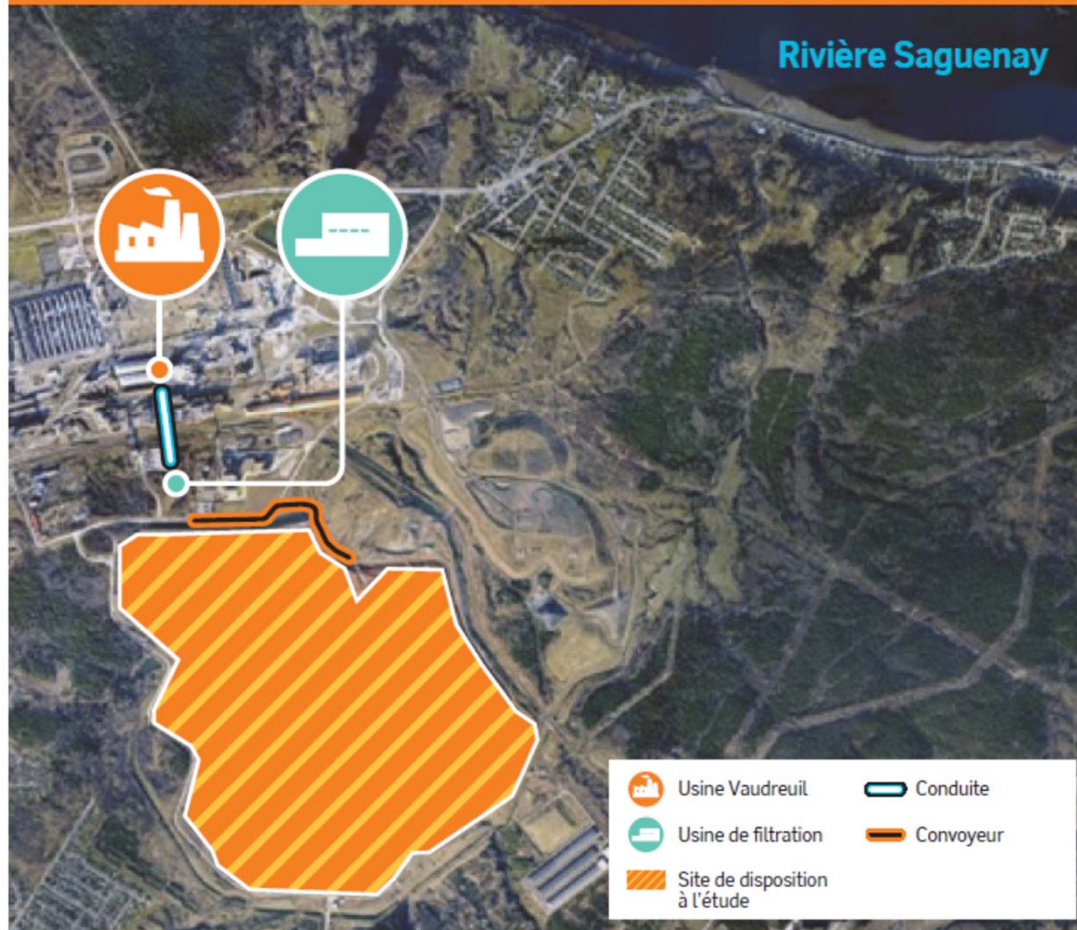 Rivière Saguenay
Usine Vaudreuil
Conduite
Usine de filtration
Convoyeur
Site de disposition
à l'étude